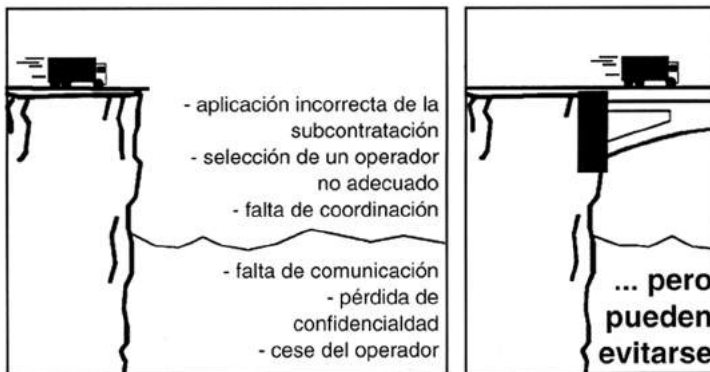 - aplicación incorrecta de la
subcontratación
- selección de un operador
no adecuado
- falta de coordinación
- falta de comunicación
- pérdida de
confidencialdad
- cese del operador
... pero
pueden
evitarse